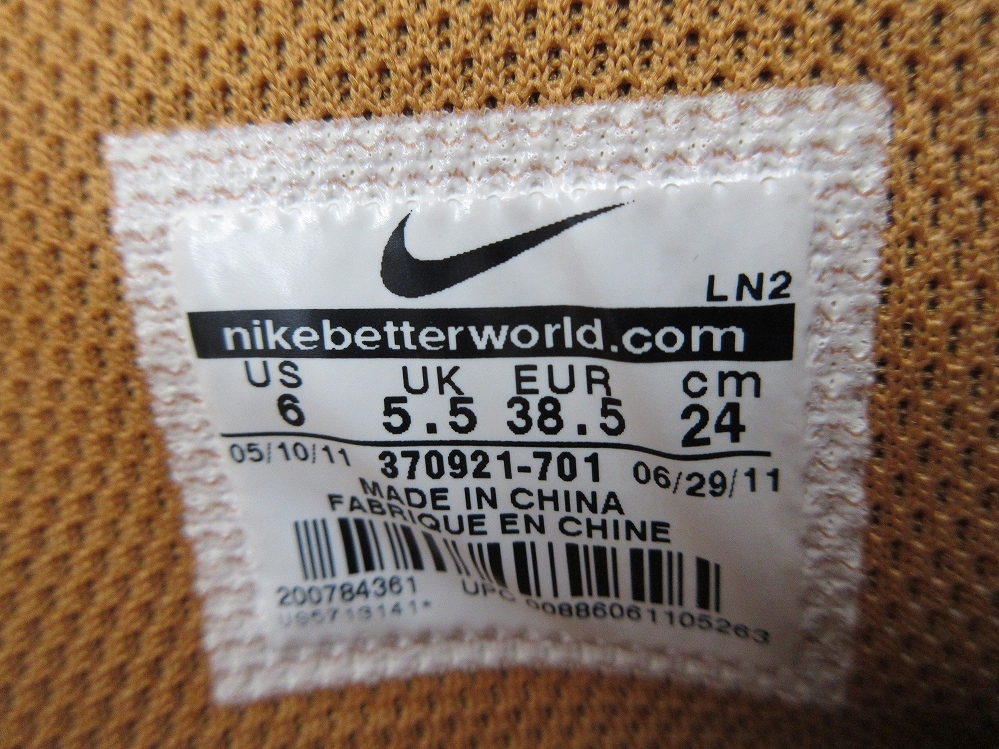 LN2
nikebetterworld.com
US UK EUR cm
6 5.5 38.5 24
05/10/11 370921-701 06/29/11
MADE IN CHINA
FABRIQUE EN CHINE
200784361 UPC 00886061105263